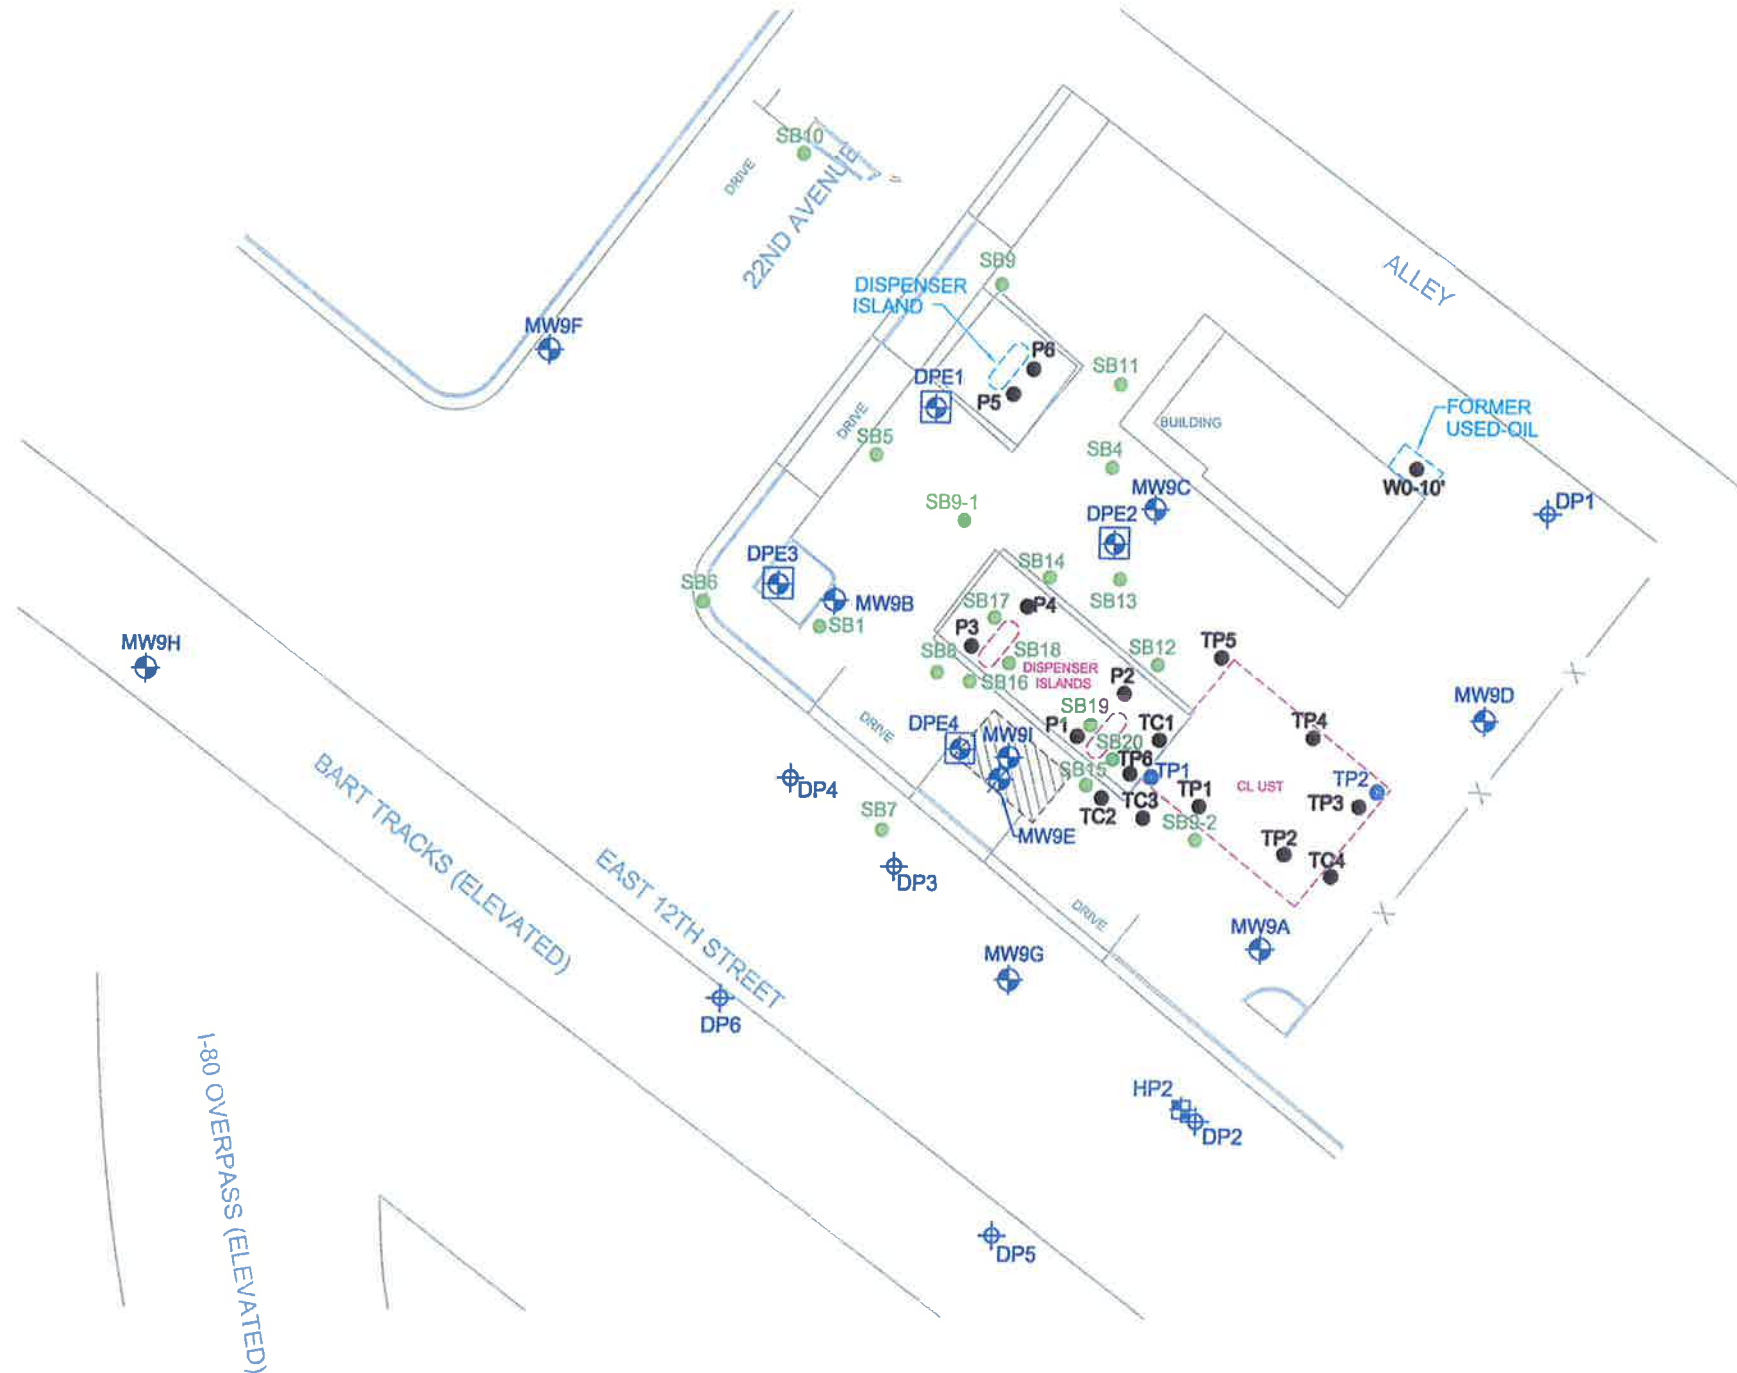 SB10
DRIVE
22ND AVENUE
ALLEY
SB9
DISPENSER
ISLAND
MW9F
P6
DPE1
P5
SB11
FORMER
USED-OIL
BUILDING
DRIVE
SB5
SB4
MW9C
W0-10'
DP1
SB9-1
DPE2
DPE3
SB14
SB6
MW9B
SB13
SB17
P4
SB1
P3
MW9H
SB8
SB18
SB12
TP5
DISPENSER
ISLANDS
SB16
P2
MW9D
SB19
DRIVE
DPE4
MW9I
P1
TC1
TP4
SB20
TP6
TP1
SB15
CL UST
TP2
DP4
TC2
TC3
TP1
TP3
SB7
SB9-2
MW9E
TP2
TC4
BART TRACKS (ELEVATED)
EAST 12TH STREET
DP3
DRIVE
MW9A
MW9G
DP6
I-80 OVERPASS (ELEVATED)
HP2
DP2
DP5